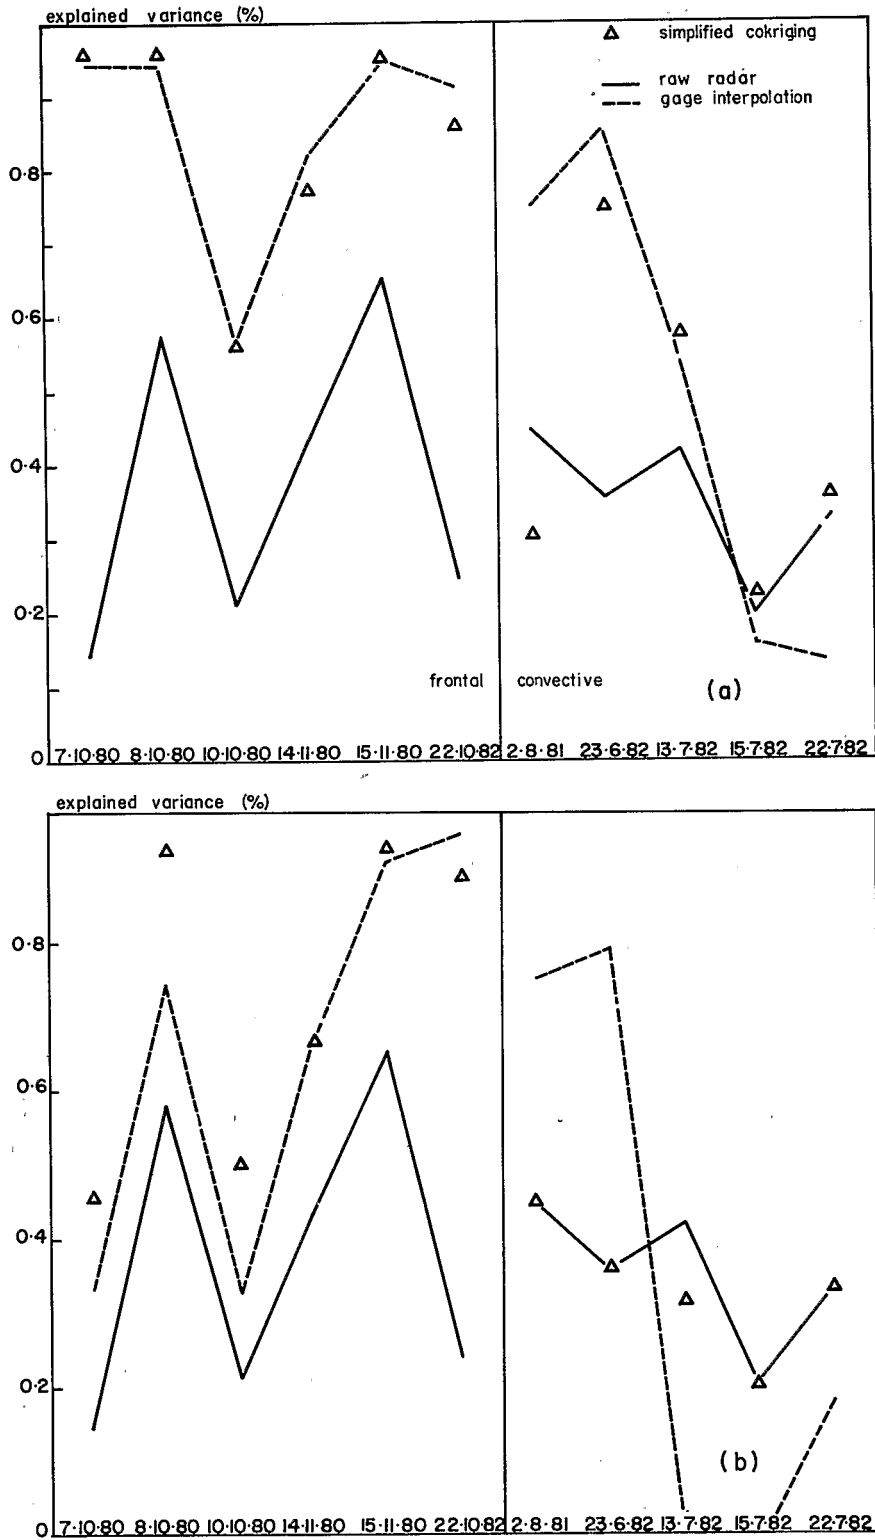 explained variance (%)
simplified cokriging
raw radar
gage interpolation
0·8
0·6
0·4
0·2
frontal
convective
(a)
0
7·10·80 8·10·80 10·10·80 14·11·80 15·11·80 22·10·82 2·8·81 23·6·82 13·7·82 15·7·82 22·7·82
explained variance (%)
0·8
0·6
0·4
0·2
(b)
0
7·10·80 8·10·80 10·10·80 14·11·80 15·11·80 22·10·82 2·8·81 23·6·82 13·7·82 15·7·82 22·7·82